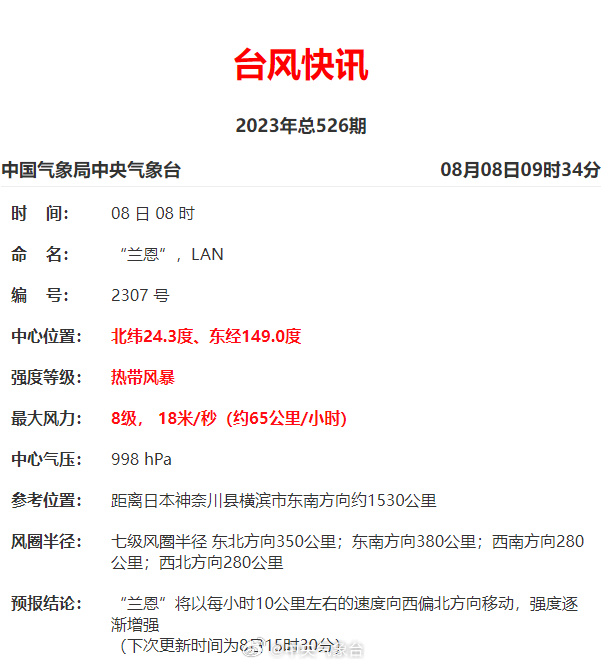 台风快讯
2023年总526期
中国气象局中央气象台 08月08日09时34分
时 间： 08 日 08 时
命 名： “兰恩”，LAN
编 号： 2307 号
中心位置： 北纬24.3度、东经149.0度
强度等级： 热带风暴
最大风力： 8级， 18米/秒（约65公里/小时）
中心气压： 998 hPa
参考位置： 距离日本神奈川县横滨市东南方向约1530公里
风圈半径： 七级风圈半径 东北方向350公里；东南方向380公里；西南方向280
公里；西北方向280公里
预报结论： “兰恩”将以每小时10公里左右的速度向西偏北方向移动，强度逐
渐增强
（下次更新时间为8日15时30分）
@中央气象台